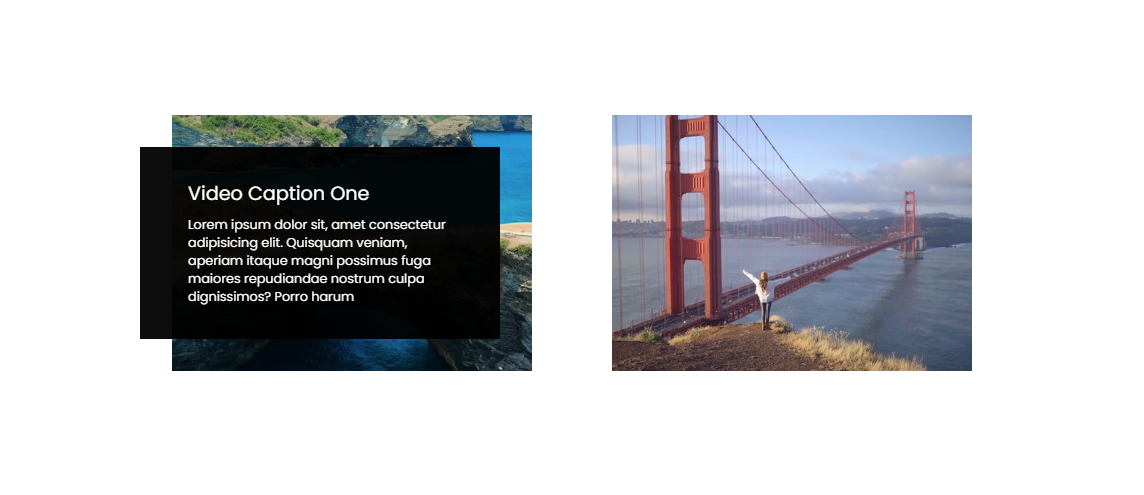 Video Caption One
Lorem ipsum dolor sit, amet consectetur
adipisicing elit. Quisquam veniam,
aperiam itaque magni possimus fuga
maiores repudiandae nostrum culpa
dignissimos? Porro harum